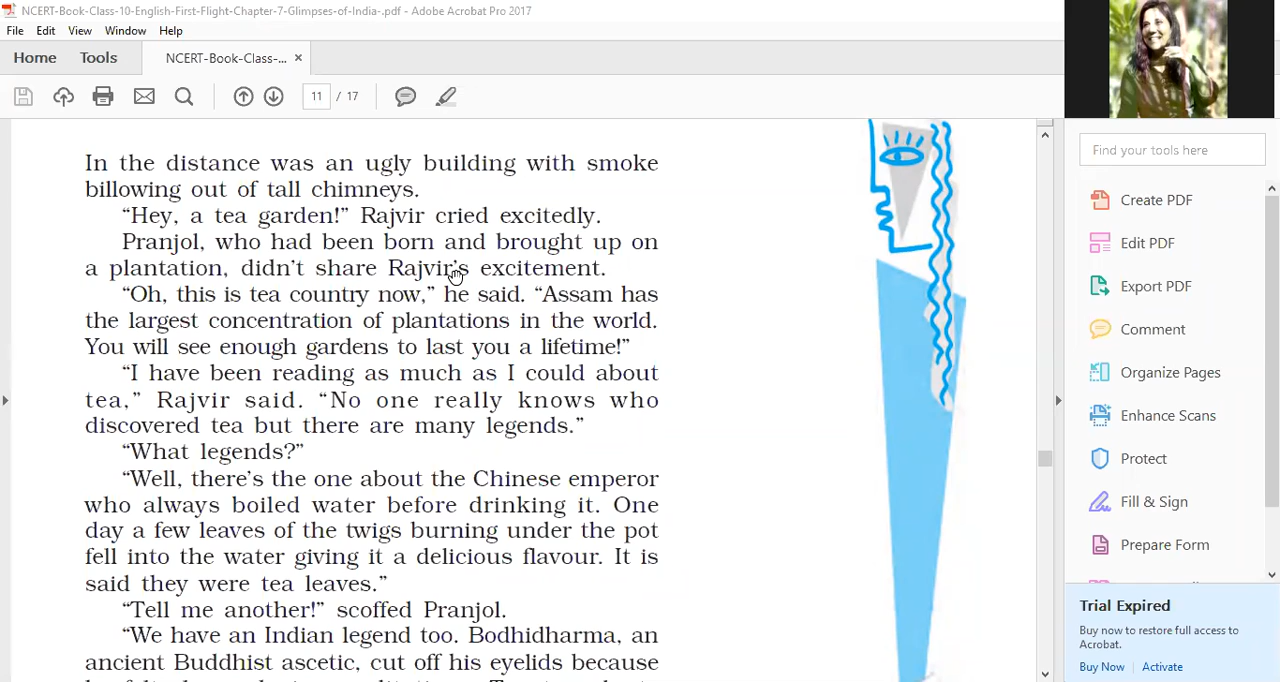 NCERT-Book-Class-10-English-First-Flight-Chapter-7-Glimpses-of-India-.pdf - Adobe Acrobat Pro 2017
File Edit View Window Help
Home Tools NCERT-Book-Class-... ×
11 / 17
In the distance was an ugly building with smoke
billowing out of tall chimneys.
“Hey, a tea garden!” Rajvir cried excitedly.
Pranjol, who had been born and brought up on
a plantation, didn’t share Rajvir’s excitement.
“Oh, this is tea country now,” he said. “Assam has
the largest concentration of plantations in the world.
You will see enough gardens to last you a lifetime!”
“I have been reading as much as I could about
tea,” Rajvir said. “No one really knows who
discovered tea but there are many legends.”
“What legends?”
“Well, there’s the one about the Chinese emperor
who always boiled water before drinking it. One
day a few leaves of the twigs burning under the pot
fell into the water giving it a delicious flavour. It is
said they were tea leaves.”
“Tell me another!” scoffed Pranjol.
“We have an Indian legend too. Bodhidharma, an
ancient Buddhist ascetic, cut off his eyelids because
Find your tools here
Create PDF
Edit PDF
Export PDF
Comment
Organize Pages
Enhance Scans
Protect
Fill & Sign
Prepare Form
Trial Expired
Buy now to restore full access to
Acrobat.
Buy Now Activate